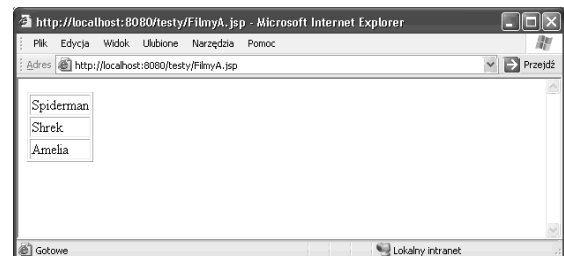 http://localhost:8080/testy/FilmyA.jsp - Microsoft Internet Explorer
Plik Edycja Widok Ulubione Narzędzia Pomoc
Adres http://localhost:8080/testy/FilmyA.jsp Przejdź
Spiderman
Shrek
Amelia
Gotowe Lokalny intranet